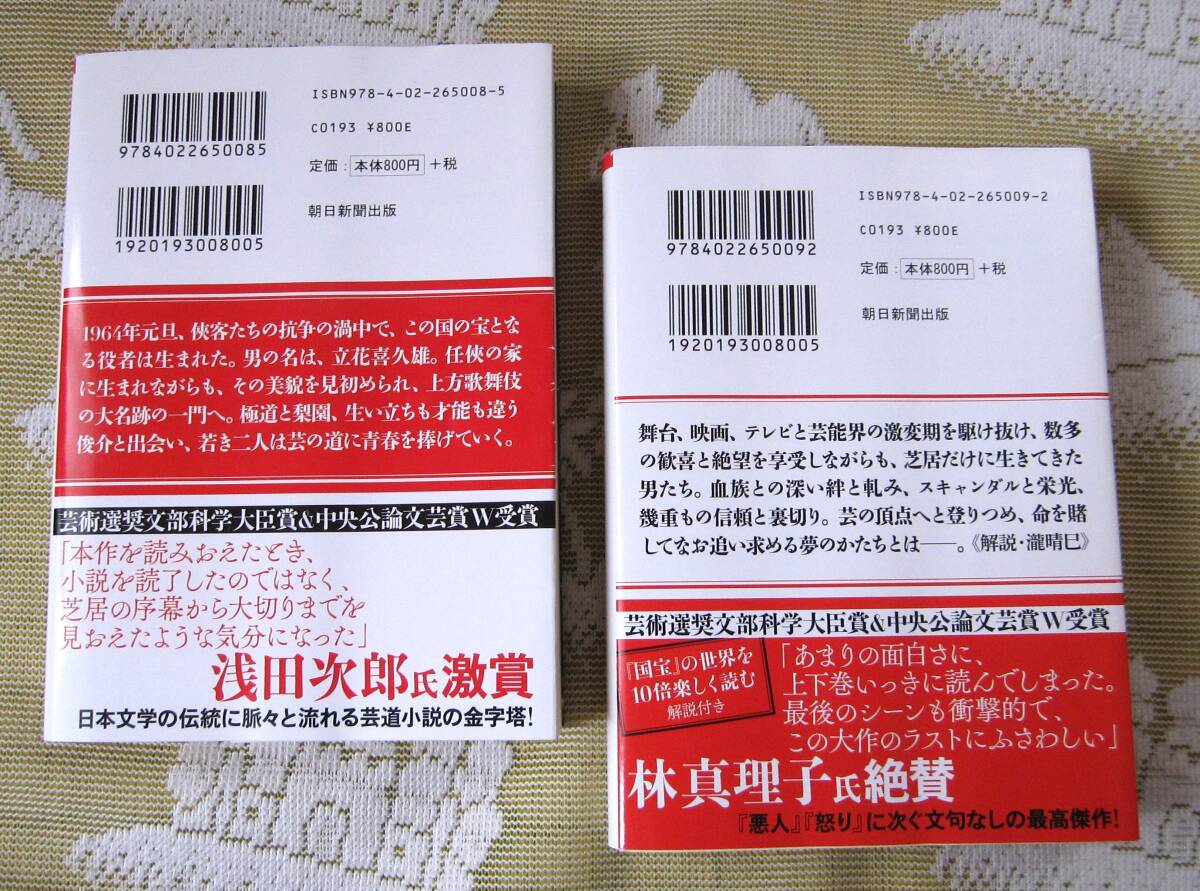 ISBN978-4-02-265008-5
C0193 ¥800E
定価：本体800円+税
朝日新聞出版
9784022650085
1920193008005
1964年元旦、俠客たちの抗争の渦中で、この国の宝とな
る役者は生まれた。男の名は、立花喜久雄。任俠の家
に生まれながらも、その美貌を見初められ、上方歌舞伎
の大名跡の一門へ。極道と梨園、生い立ちも才能も違う
俊介と出会い、若き二人は芸の道に青春を捧げていく。
芸術選奨文部科学大臣賞&中央公論文芸賞W受賞
「本作を読みおえたとき、
小説を読了したのではなく、
芝居の序幕から大切りまでを
見おえたような気分になった」
浅田次郎氏激賞
日本文学の伝統に脈々と流れる芸道小説の金字塔!
ISBN978-4-02-265009-2
C0193 ¥800E
定価：本体800円+税
朝日新聞出版
9784022650092
1920193008005
舞台、映画、テレビと芸能界の激変期を駆け抜け、数多
の歓喜と絶望を享受しながらも、芝居だけに生きてきた
男たち。血族との深い絆と軋み、スキャンダルと栄光、
幾重もの信頼と裏切り。芸の頂点へと登りつめ、命を賭
してなお追い求める夢のかたちとは――。《解説・瀧晴巳》
芸術選奨文部科学大臣賞&中央公論文芸賞W受賞
『国宝』の世界を
10倍楽しく読む
解説付き
「あまりの面白さに、
上下巻いっきに読んでしまった。
最後のシーンも衝撃的で、
この大作のラストにふさわしい」
林真理子氏絶賛
『悪人』『怒り』に次ぐ文句なしの最高傑作!